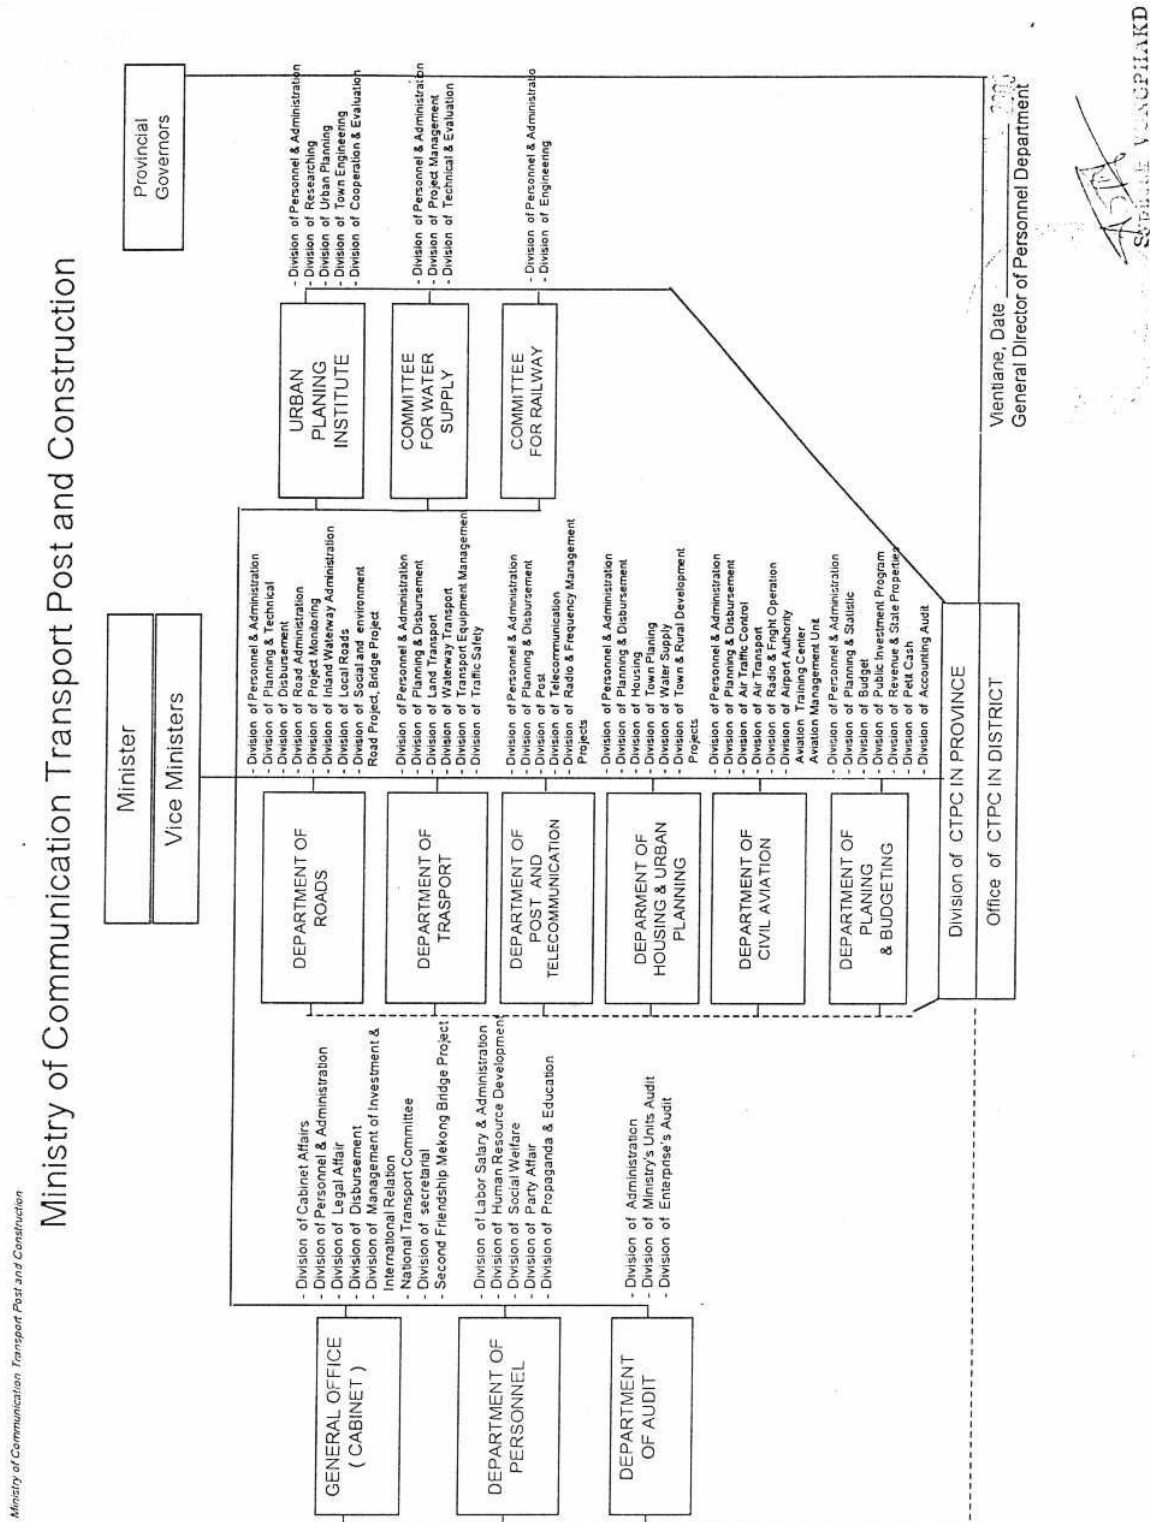 Ministry of Communication Transport Post and Construction
Ministry of Communication Transport Post and Construction
Minister
Vice Ministers
Provincial
Governors
GENERAL OFFICE
( CABINET )
- Division of Cabinet Affairs
- Division of Personnel & Administration
- Division of Legal Affair
- Division of Disbursement
- Division of Management of Investment &
International Relation
- National Transport Committee
- Division of secretarial
- Second Friendship Mekong Bridge Project
DEPARTMENT OF
PERSONNEL
- Division of Labor Salary & Administration
- Division of Human Resource Development
- Division of Social Welfare
- Division of Party Affair
- Division of Propaganda & Education
DEPARTMENT
OF AUDIT
- Division of Administration
- Division of Ministry's Units Audit
- Division of Enterprise's Audit
DEPARTMENT OF
ROADS
- Division of Personnel & Administration
- Division of Planing & Technical
- Division of Disbursement
- Division of Road Administration
- Division of Project Monitoring
- Division of Inland Waterway Administration
- Division of Local Roads
- Division of Social and environment
Road Project, Bridge Project
DEPARTMENT OF
TRASPORT
- Division of Personnel & Administration
- Division of Planing & Disbursement
- Division of Land Transport
- Division of Waterway Transport
- Division of Transport Equipment Management
- Division of Traffic Safety
DEPARTMENT OF
POST AND
TELECOMMUNICATION
- Division of Personnel & Administration
- Division of Planing & Disbursement
- Division of Post
- Division of Telecommunication
- Division of Radio & Frequency Management
Projects
DEPARMENT OF
HOUSING & URBAN
PLANNING
- Division of Personnel & Administration
- Division of Planing & Disbursement
- Division of Housing
- Division of Town Planing
- Division of Water Supply
- Division of Town & Rural Development
Projects
DEPARTMENT OF
CIVIL AVIATION
- Division of Personnel & Administration
- Division of Planing & Disbursement
- Division of Air Traffic Control
- Division of Air Transport
- Division of Radio & Fright Operation
- Division of Airport Authority
Aviation Training Center
Aviation Management Unit
DEPARTMENT OF
PLANING
& BUDGETING
- Division of Personnel & Administration
- Division of Planing & Statistic
- Division of Budget
- Division of Public Investment Program
- Division of Revenue & State Properties
- Division of Petit Cash
- Division of Accounting Audit
URBAN
PLANING
INSTITUTE
- Division of Personnel & Administration
- Division of Researching
- Division of Urban Planning
- Division of Town Engineering
- Division of Cooperation & Evaluation
COMMITTEE
FOR WATER
SUPPLY
- Division of Personnel & Administration
- Division of Project Management
- Division of Technical & Evaluation
COMMITTEE
FOR RAILWAY
- Division of Personnel & Administratio
- Division of Engineering
Division of CTPC IN PROVINCE
Office of CTPC IN DISTRICT
Vientiane, Date
General Director of Personnel Department